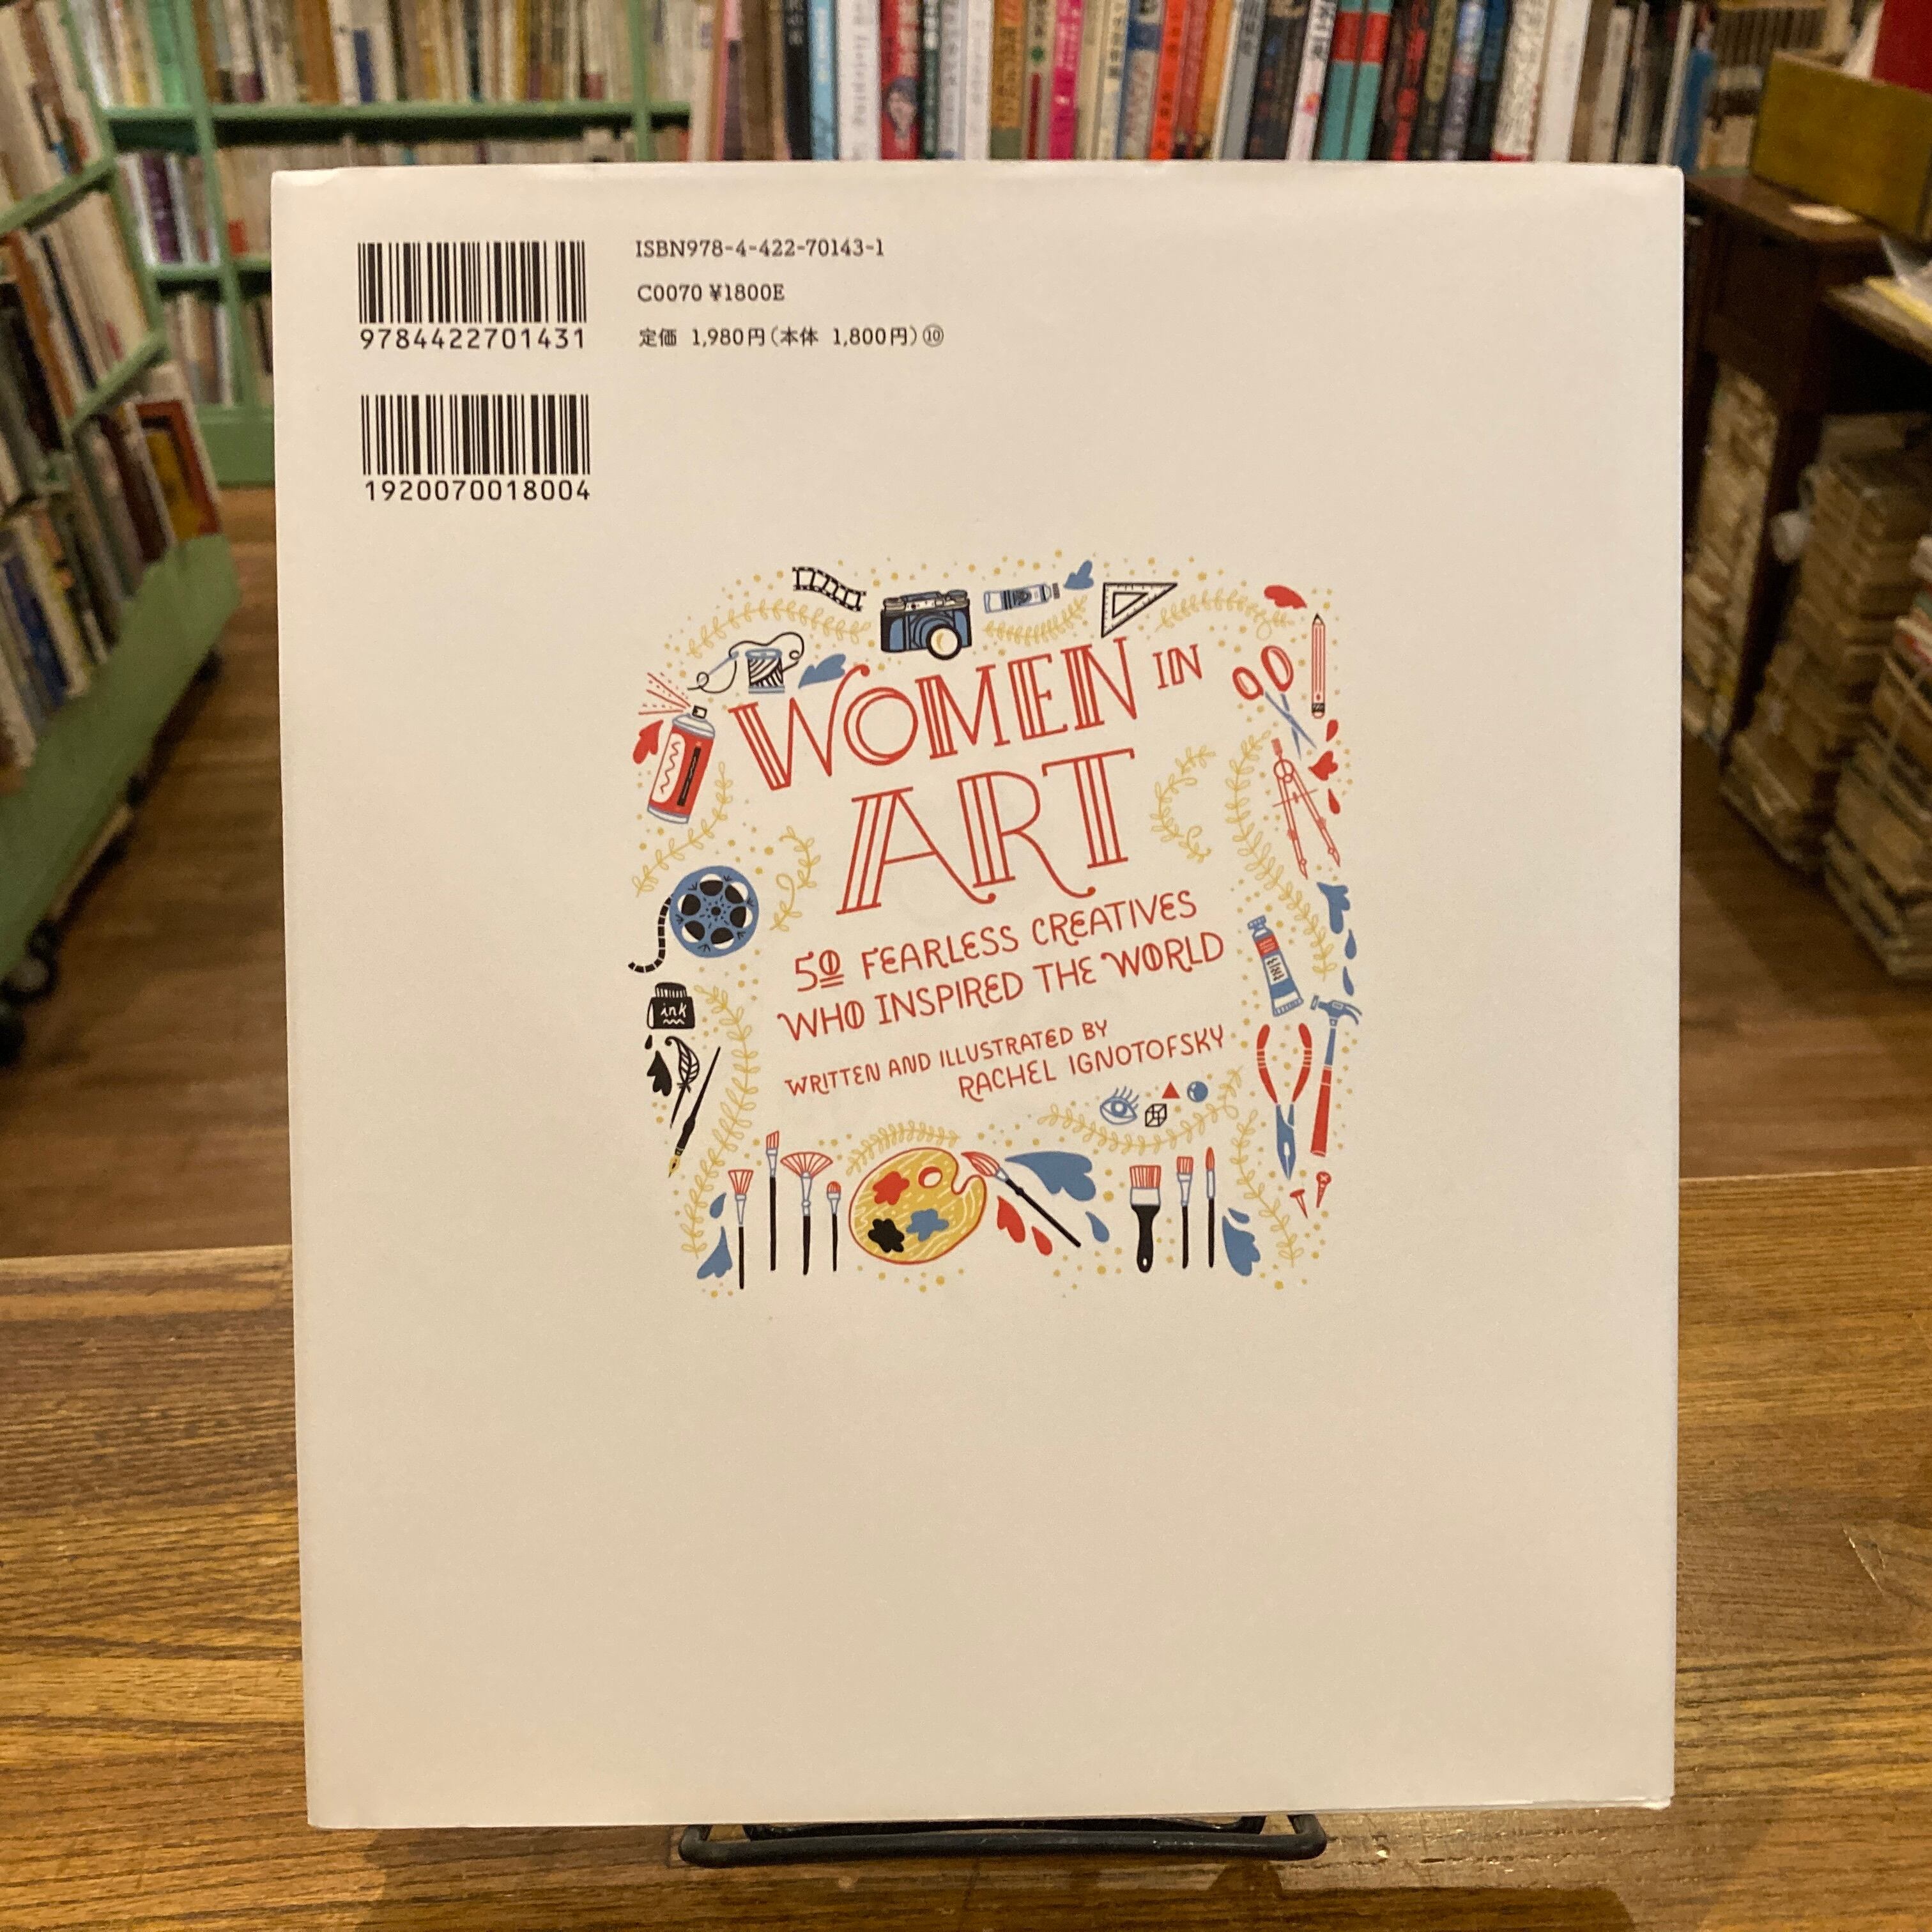 ISBN978-4-422-70143-1
C0070 ¥1800E
定価 1,980円(本体 1,800円)⑩
9784422701431
1920070018004
WOMEN IN
ART
50 FEARLESS CREATIVES
WHO INSPIRED THE WORLD
WRITTEN AND ILLUSTRATED BY
RACHEL IGNOTOFSKY
ink